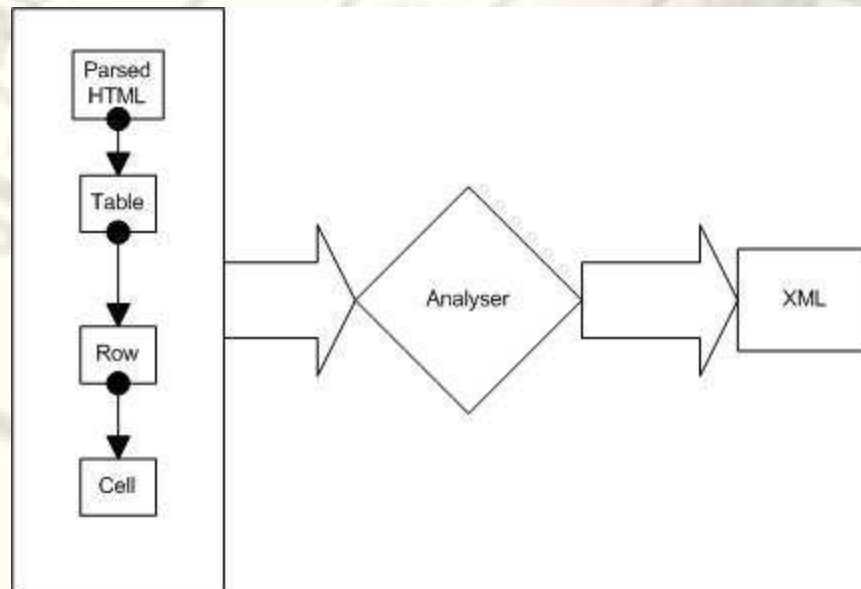 Parsed
HTML
Table
Row
Cell
Analyser
XML